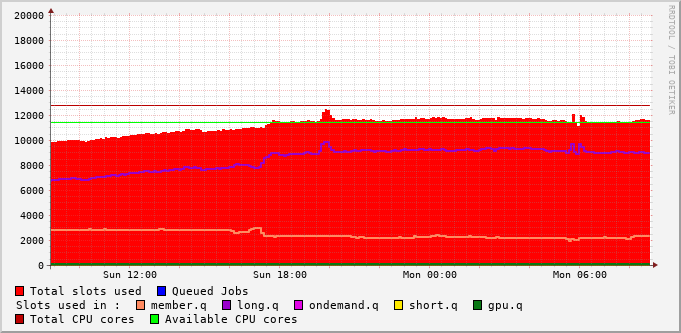 20000
18000
16000
14000
12000
10000
8000
6000
4000
2000
0
Sun 12:00 Sun 18:00 Mon 00:00 Mon 06:00
Total slots used Queued Jobs
Slots used in : member.q long.q ondemand.q short.q gpu.q
Total CPU cores Available CPU cores
RRDTOOL / TOBI OETIKER